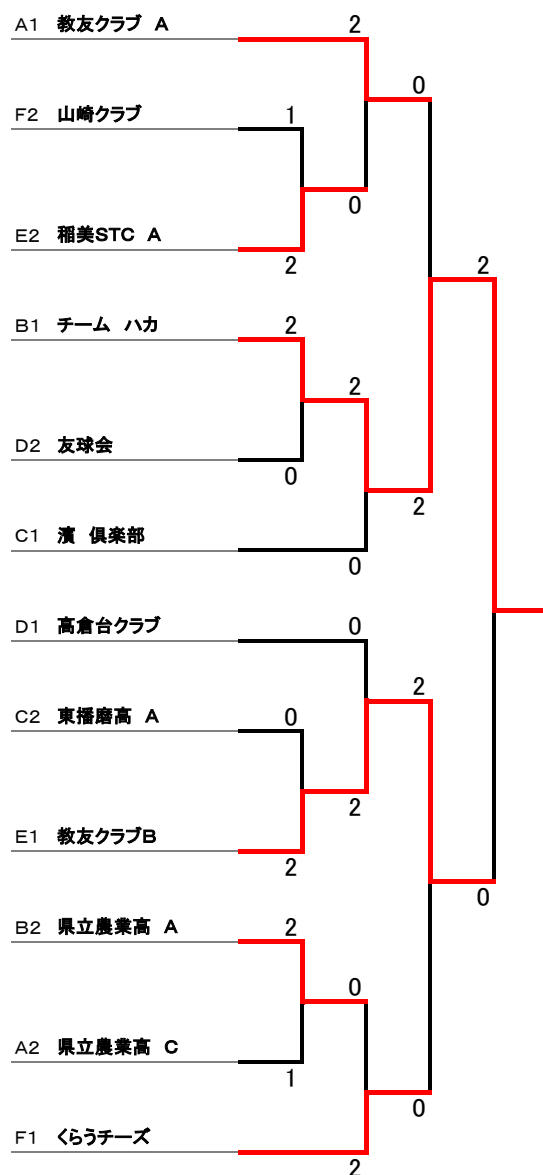 A1 教友クラブ A 2
0
F2 山崎クラブ 1
0
E2 稲美STC A 2
2
B1 チーム ハカ 2
2
D2 友球会 0
2
C1 濱 倶楽部 0
D1 高倉台クラブ 0
2
C2 東播磨高 A 0
2
E1 教友クラブB 2
0
B2 県立農業高 A 2
0
A2 県立農業高 C 1
0
F1 くらうチーズ 2